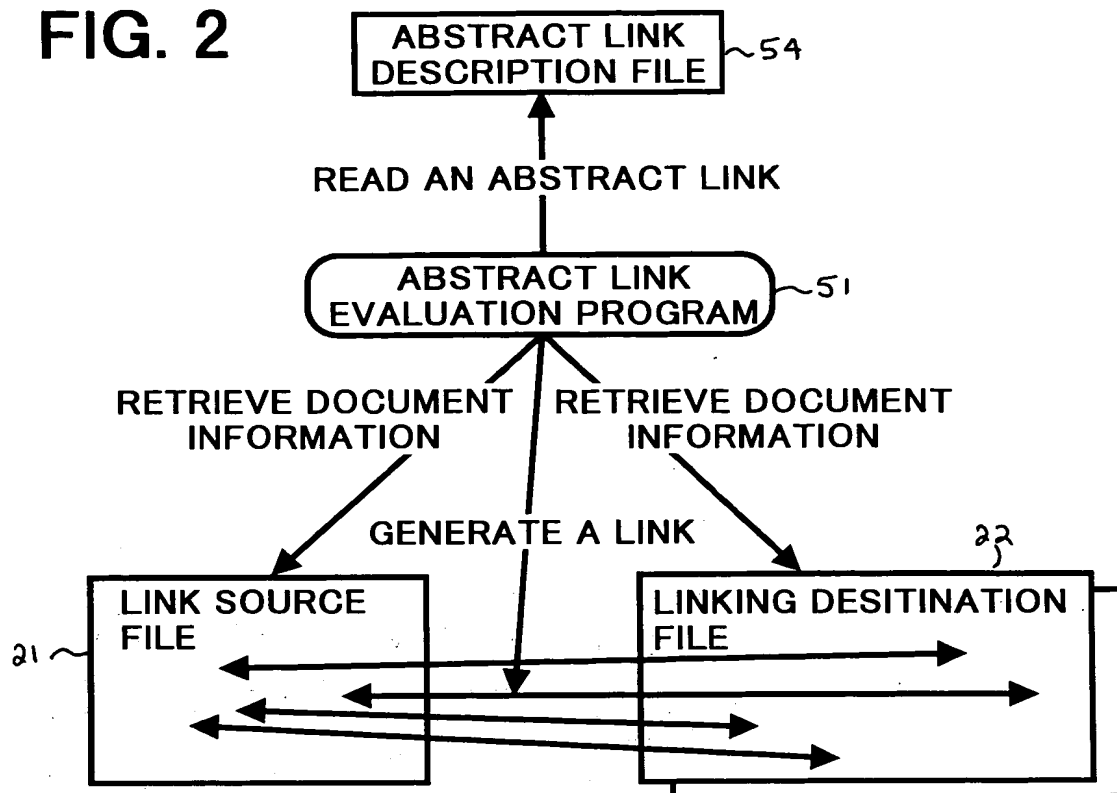 FIG. 2
ABSTRACT LINK
DESCRIPTION FILE
54
READ AN ABSTRACT LINK
ABSTRACT LINK
EVALUATION PROGRAM
51
RETRIEVE DOCUMENT
INFORMATION
RETRIEVE DOCUMENT
INFORMATION
GENERATE A LINK
22
LINK SOURCE
FILE
LINKING DESITINATION
FILE
21